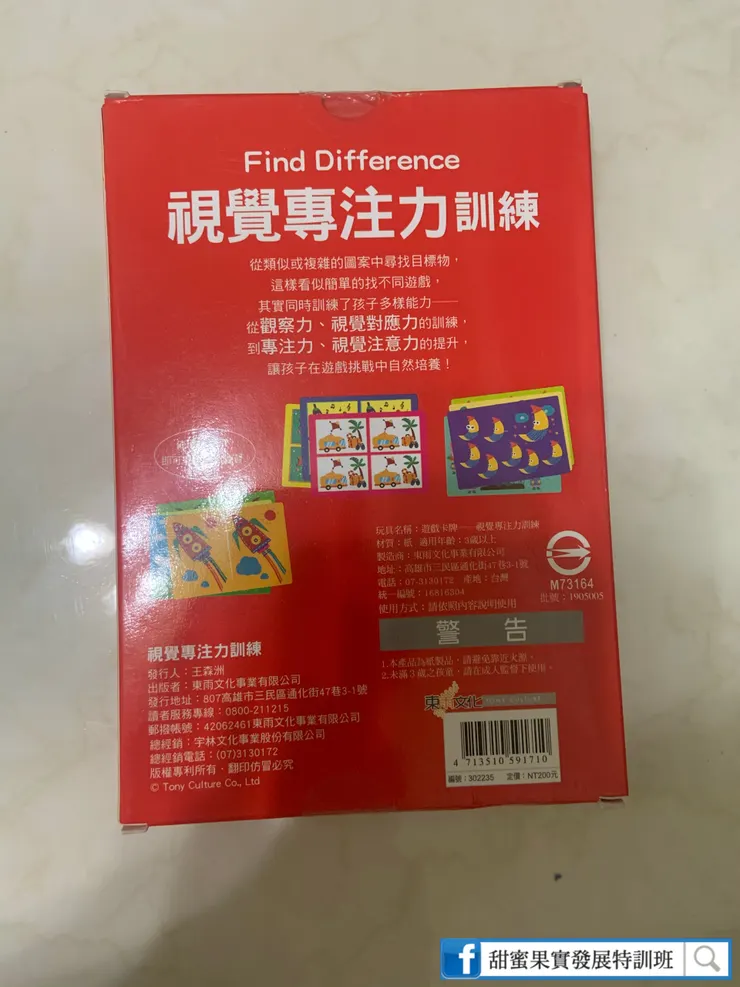 Find Difference
視覺專注力訓練
從類似或複雜的圖案中尋找目標物，
這樣看似簡單的找不同遊戲，
其實同時訓練了孩子多樣能力——
從觀察力、視覺對應力的訓練，
到專注力、視覺注意力的提升，
讓孩子在遊戲挑戰中自然培養！
玩具名稱：遊戲卡牌——視覺專注力訓練
材質：紙 適用年齡：3歲以上
製造商：東雨文化事業有限公司
地址：高雄市三民區通化街47巷3-1號
電話：07-3130172 產地：台灣
統一編號：16816304
使用方式：請依照內容說明使用
M73164
批號：1905005
警告
1.本產品為紙製品，請避免靠近火源。
2.未滿3歲之孩童，請在成人監督下使用。
視覺專注力訓練
發行人：王森洲
出版者：東雨文化事業有限公司
發行地址：807高雄市三民區通化街47巷3-1號
讀者服務專線：0800-211215
郵撥帳號：42062461東雨文化事業有限公司
總經銷：宇林文化事業股份有限公司
總經銷電話：(07)3130172
版權專利所有．翻印仿冒必究
© Tony Culture Co., Ltd
東雨文化
4 713510 591710
編號：302235 定價：NT200元
f 甜蜜果實發展特訓班